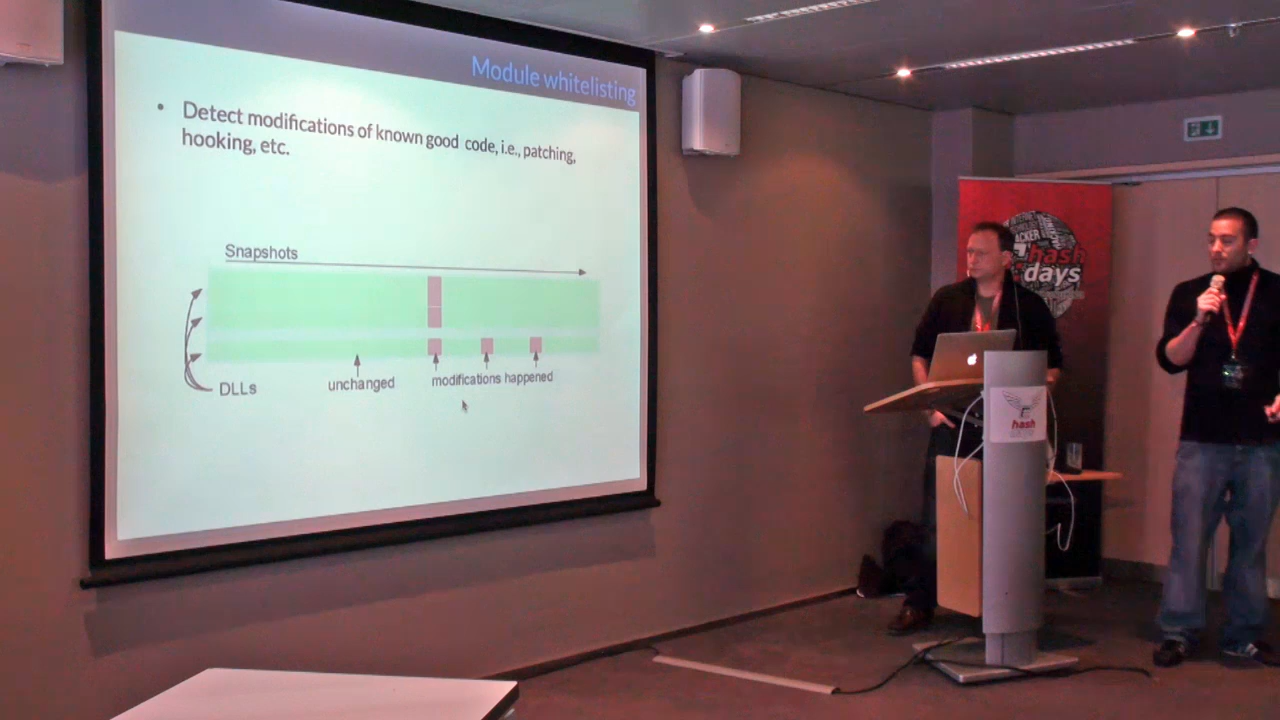 Module whitelisting
• Detect modifications of known good code, i.e., patching,
hooking, etc.
Snapshots
DLLs
unchanged
modifications happened
HACKER
hash
days
hash